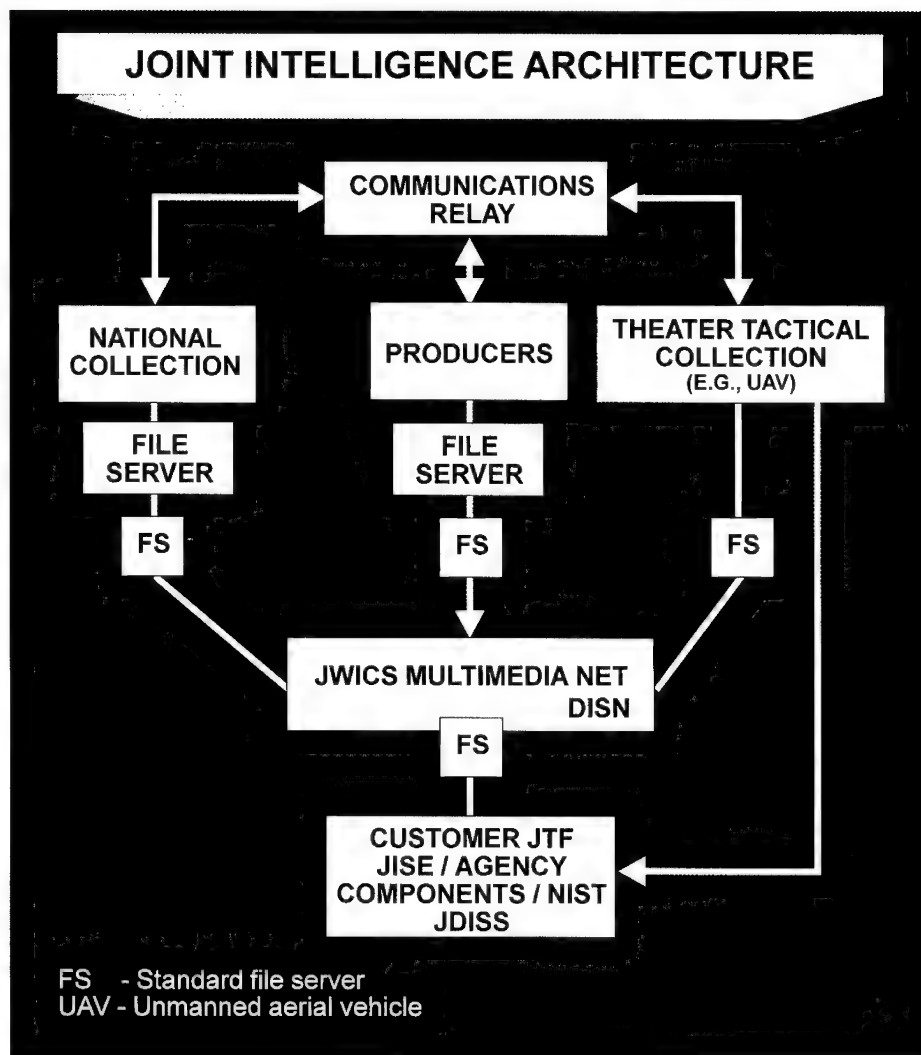 JOINT INTELLIGENCE ARCHITECTURE
COMMUNICATIONS
RELAY
NATIONAL
COLLECTION
PRODUCERS
THEATER TACTICAL
COLLECTION
(E.G., UAV)
FILE
SERVER
FILE
SERVER
FS
FS
FS
JWICS MULTIMEDIA NET
DISN
FS
CUSTOMER JTF
JISE / AGENCY
COMPONENTS / NIST
JDISS
FS - Standard file server
UAV - Unmanned aerial vehicle